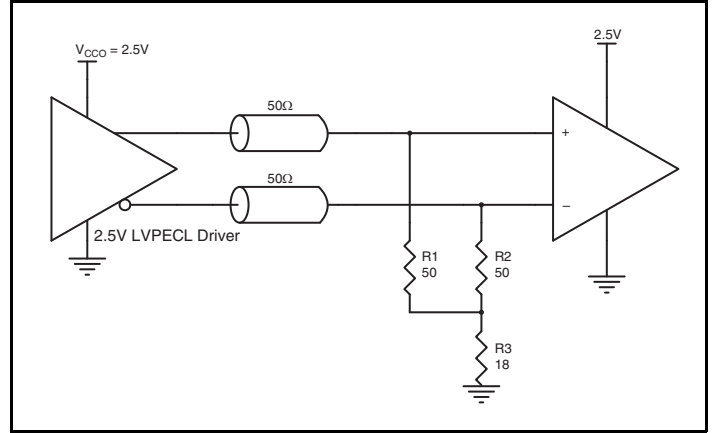 V_CCO = 2.5V
2.5V
50Ω
+
50Ω
−
2.5V LVPECL Driver
R1
50
R2
50
R3
18